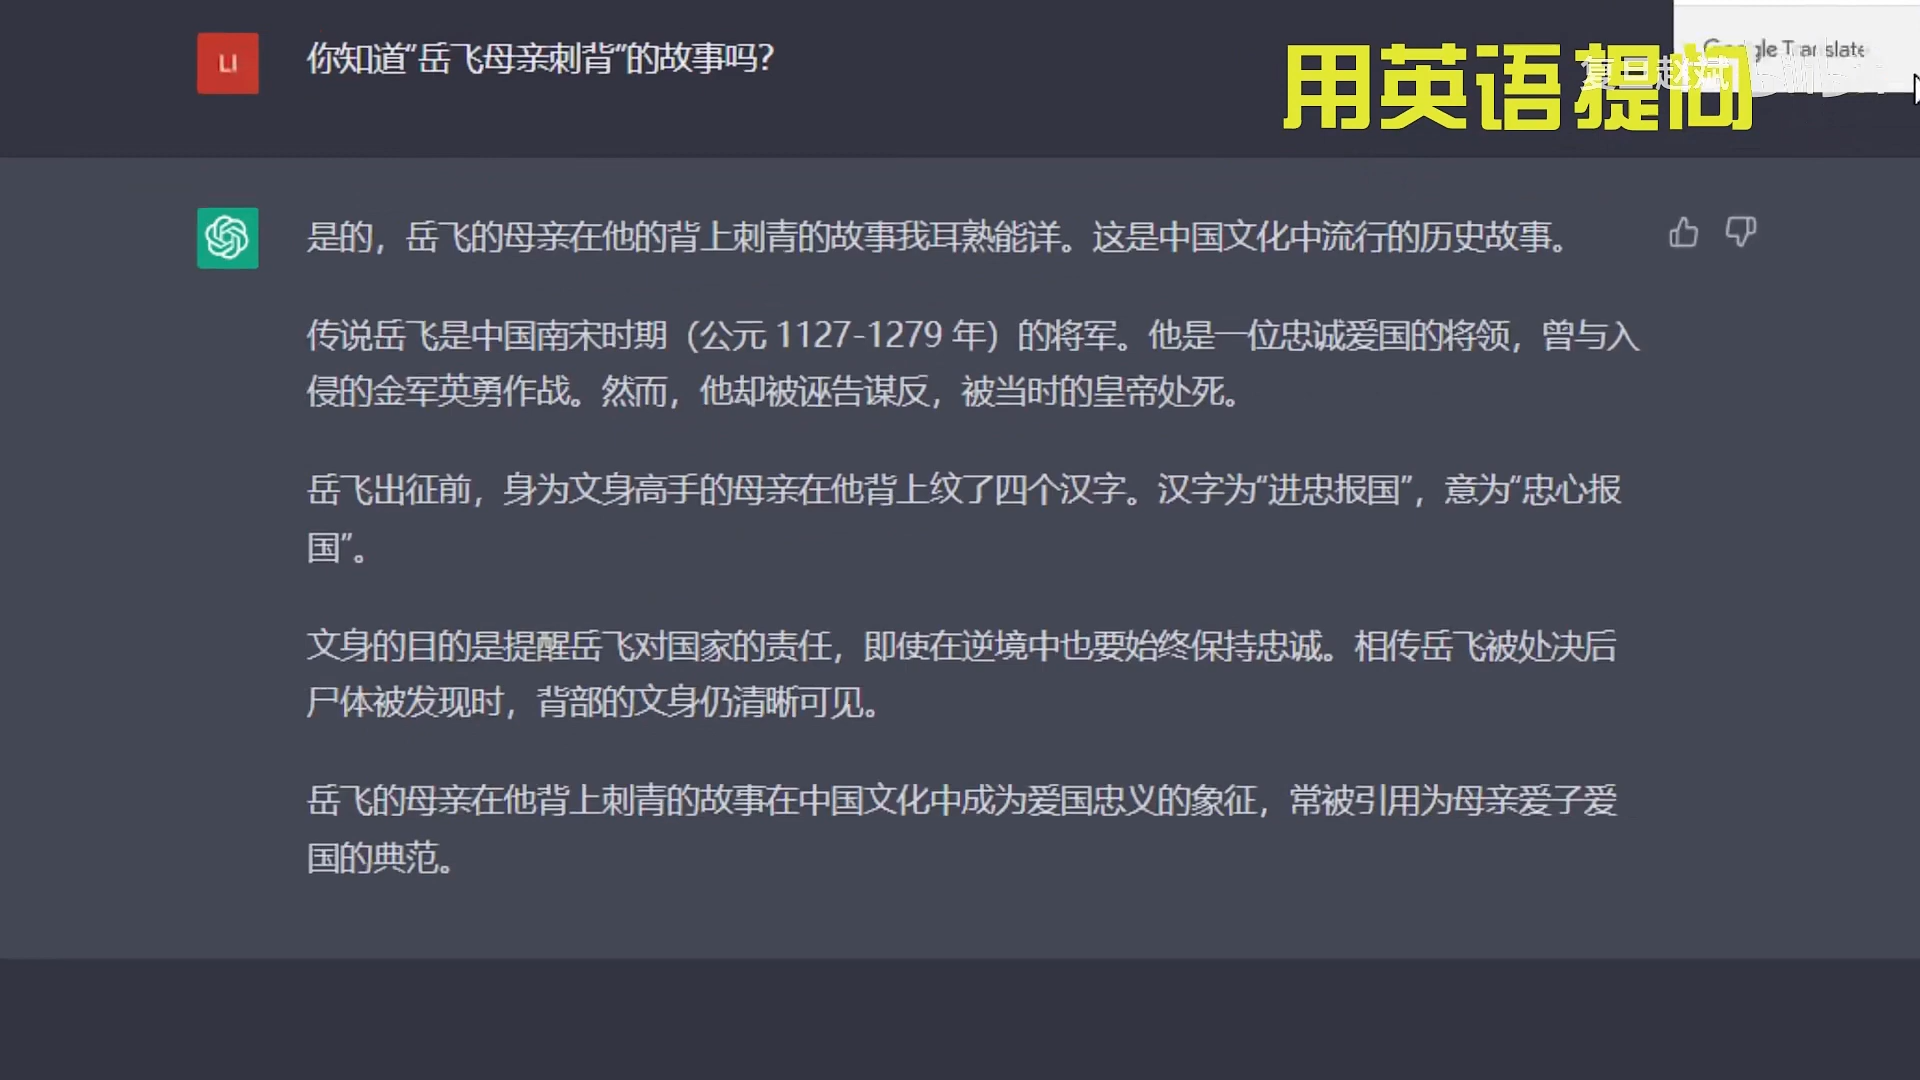 LI
你知道“岳飞母亲刺背“的故事吗?
Google Translate
用英语提问
是的，岳飞的母亲在他的背上刺青的故事我耳熟能详。这是中国文化中流行的历史故事。
传说岳飞是中国南宋时期（公元 1127-1279 年）的将军。他是一位忠诚爱国的将领，曾与入
侵的金军英勇作战。然而，他却被诬告谋反，被当时的皇帝处死。
岳飞出征前，身为文身高手的母亲在他背上纹了四个汉字。汉字为“进忠报国”，意为“忠心报
国”。
文身的目的是提醒岳飞对国家的责任，即使在逆境中也要始终保持忠诚。相传岳飞被处决后
尸体被发现时，背部的文身仍清晰可见。
岳飞的母亲在他背上刺青的故事在中国文化中成为爱国忠义的象征，常被引用为母亲爱子爱
国的典范。